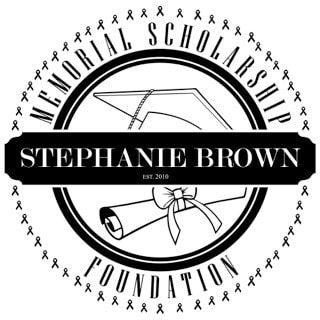 MEMORIAL SCHOLARSHIP
STEPHANIE BROWN
EST. 2010
FOUNDATION